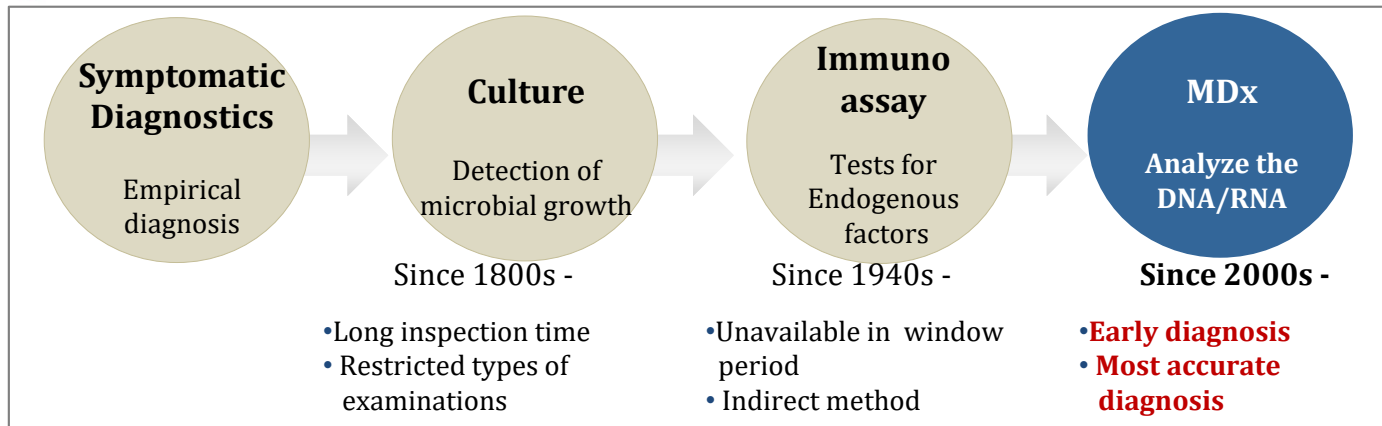 Symptomatic
Diagnostics
Empirical
diagnosis
Culture
Detection of
microbial growth
Since 1800s -
•Long inspection time
• Restricted types of
examinations
Immuno
assay
Tests for
Endogenous
factors
Since 1940s -
•Unavailable in window
period
• Indirect method
MDx
Analyze the
DNA/RNA
Since 2000s -
•Early diagnosis
• Most accurate
diagnosis